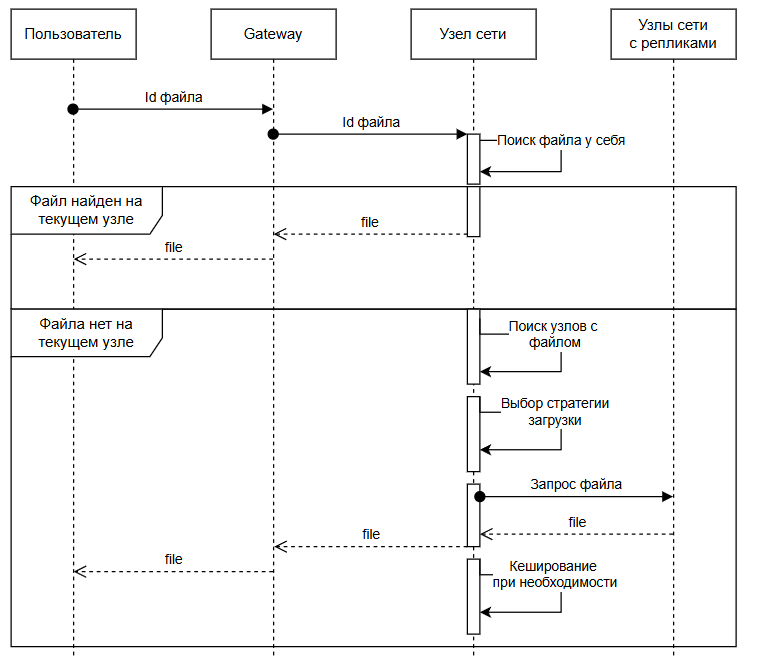 Пользователь
Gateway
Узел сети
Узлы сети
с репликами
Id файла
Id файла
Поиск файла у себя
Файл найден на
текущем узле
file
file
Файла нет на
текущем узле
Поиск узлов с
файлом
Выбор стратегии
загрузки
Запрос файла
file
file
file
Кеширование
при необходимости